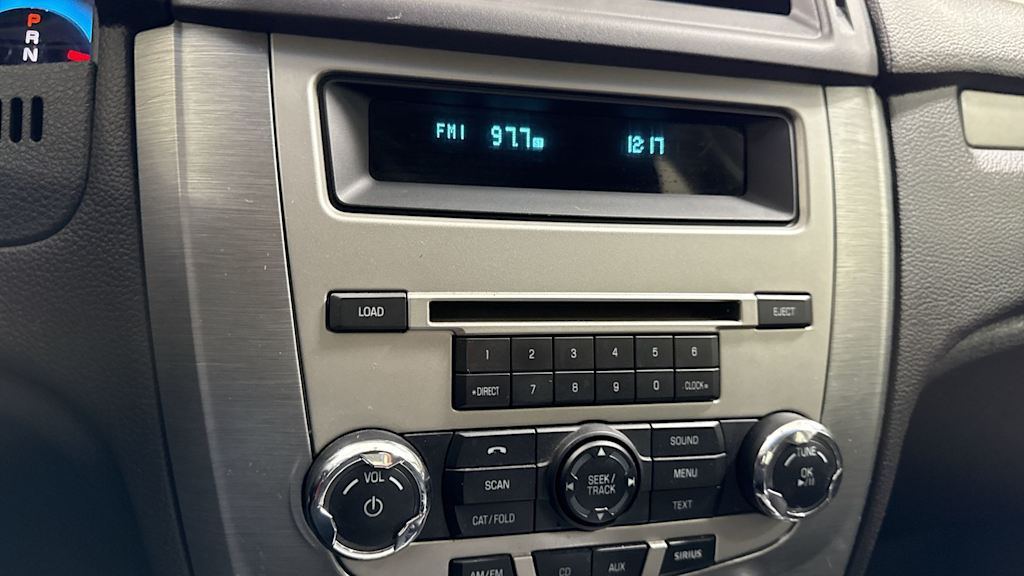 P
R
N
FM1 97.7 12:17
LOAD
EJECT
1 2 3 4 5 6
*DIRECT 7 8 9 0 CLOCK
VOL
SCAN
CAT/FOLD
SEEK/
TRACK
SOUND
MENU
TEXT
TUNE
OK
AM/FM CD AUX SIRIUS